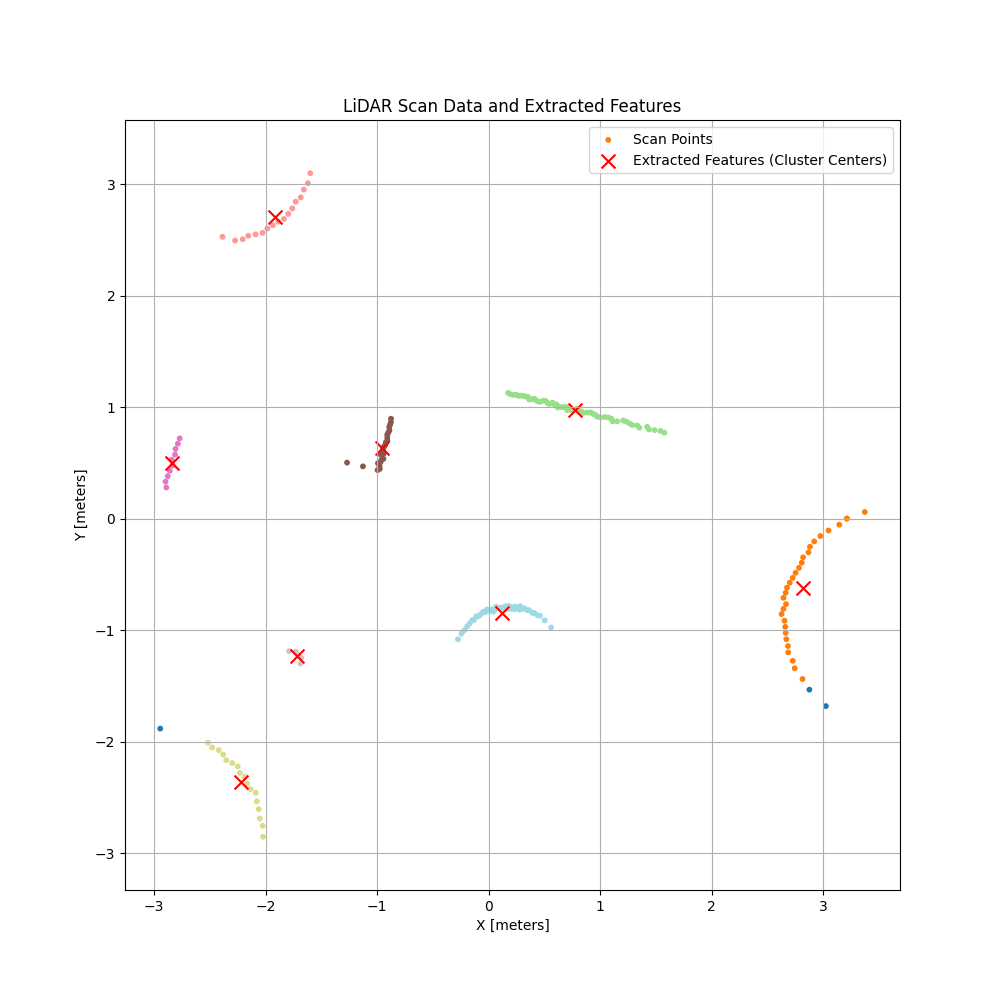 LiDAR Scan Data and Extracted Features
Scan Points
Extracted Features (Cluster Centers)
3
2
1
0
−1
−2
−3
Y [meters]
−3 −2 −1 0 1 2 3
X [meters]